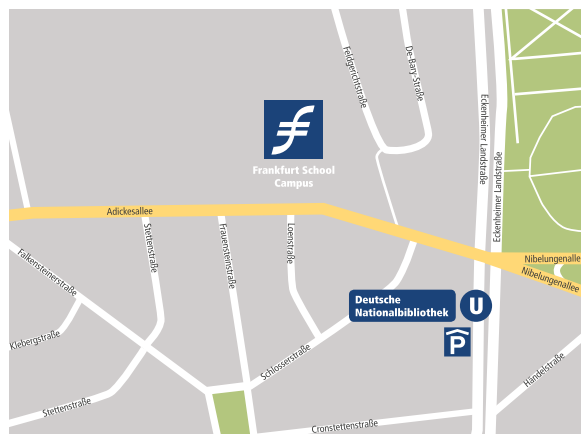 Feldgerichtstraße
De-Bary-Straße
Eckenheimer Landstraße
Eckenheimer Landstraße
Frankfurt School
Campus
Adickesallee
Stettenstraße
Frauensteinstraße
Loenstraße
Nibelungenallee
Nibelungenallee
Falkensteinerstraße
Deutsche
Nationalbibliothek
U
P
Klebergstraße
Schlosserstraße
Händelstraße
Stettenstraße
Cronstettenstraße